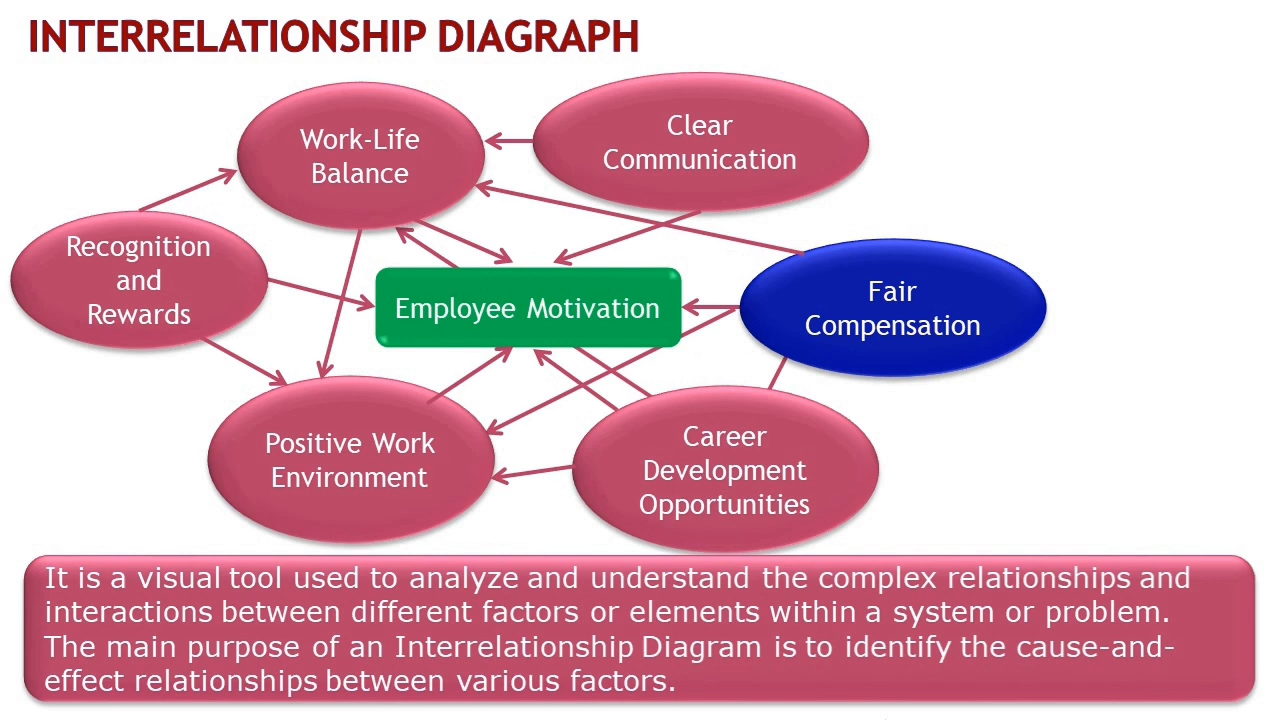 INTERRELATIONSHIP DIAGRAPH
Work-Life
Balance
Clear
Communication
Recognition
and
Rewards
Employee Motivation
Fair
Compensation
Positive Work
Environment
Career
Development
Opportunities
It is a visual tool used to analyze and understand the complex relationships and
interactions between different factors or elements within a system or problem.
The main purpose of an Interrelationship Diagram is to identify the cause-and-
effect relationships between various factors.